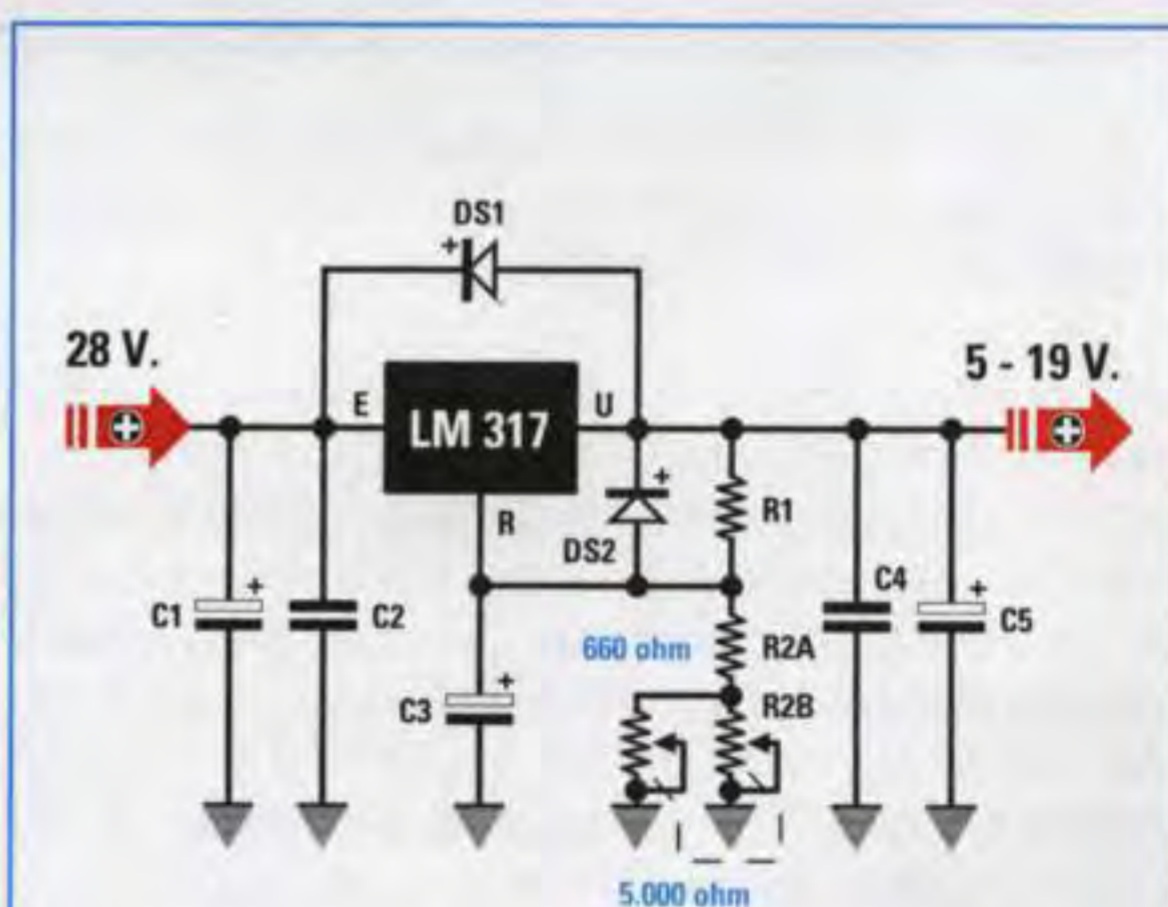 DS1
+
28 V.
5 - 19 V.
+
E
LM 317
U
+
+
R
DS2
R1
C1
+
C2
C4
+
C5
660 ohm
R2A
C3
+
R2B
5.000 ohm